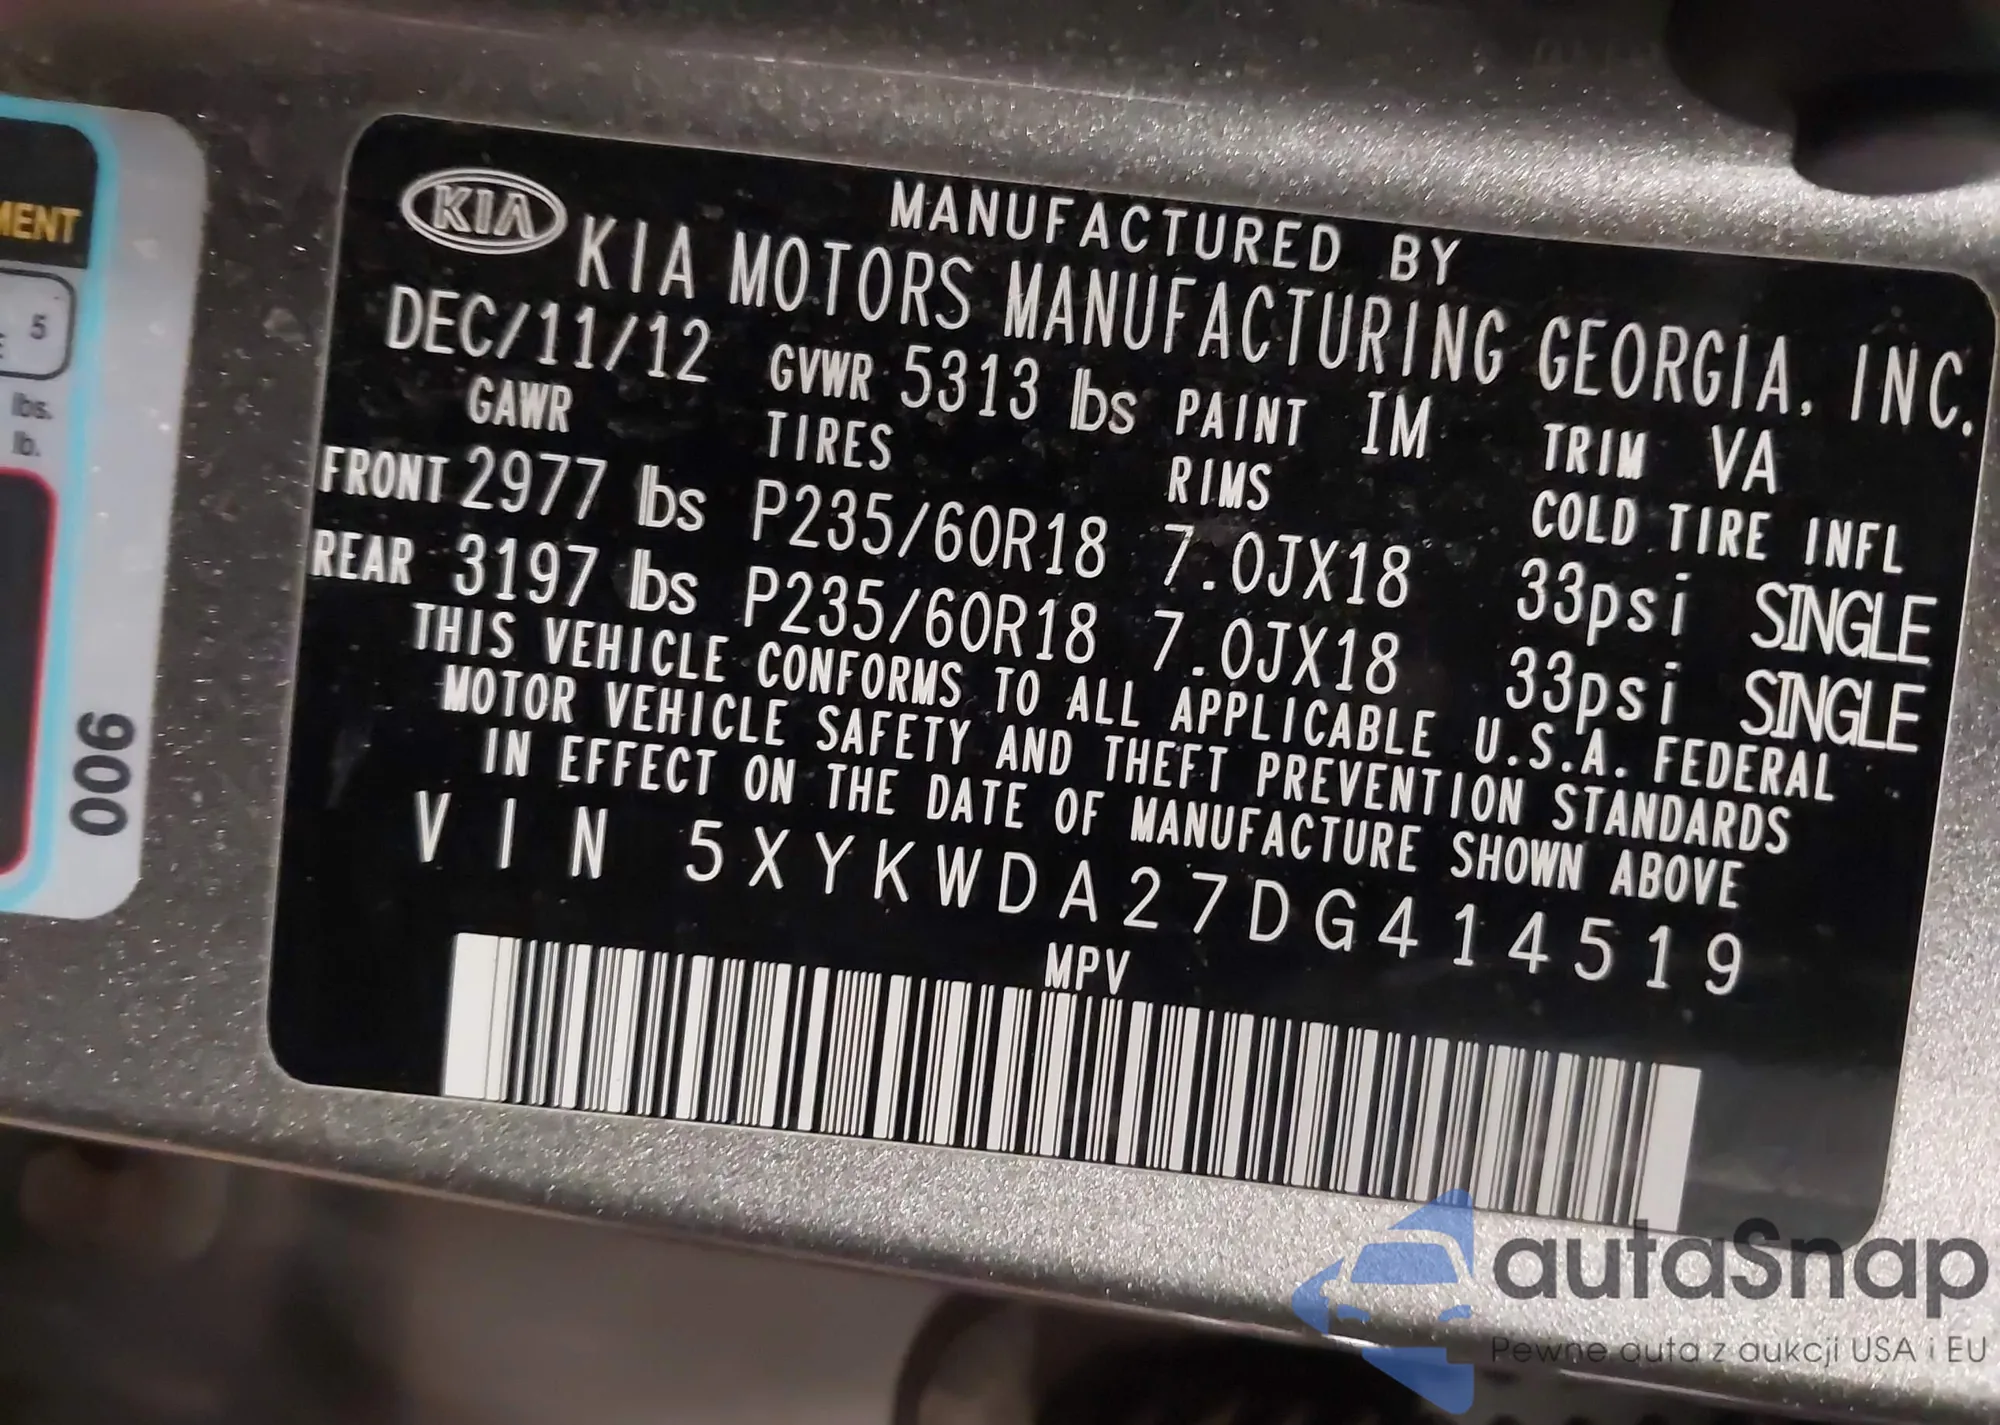 MENT
5
lbs.
lb.
006
KIA
MANUFACTURED BY
KIA MOTORS MANUFACTURING GEORGIA, INC.
DEC/11/12 GVWR 5313 lbs PAINT IM TRIM VA
GAWR TIRES RIMS COLD TIRE INFL
FRONT 2977 lbs P235/60R18 7.0JX18 33psi SINGLE
REAR 3197 lbs P235/60R18 7.0JX18 33psi SINGLE
THIS VEHICLE CONFORMS TO ALL APPLICABLE U.S.A. FEDERAL
MOTOR VEHICLE SAFETY AND THEFT PREVENTION STANDARDS
IN EFFECT ON THE DATE OF MANUFACTURE SHOWN ABOVE
VIN 5XYKWDA27DG414519
MPV
autaSnap
Pewne auta z aukcji USA i EU